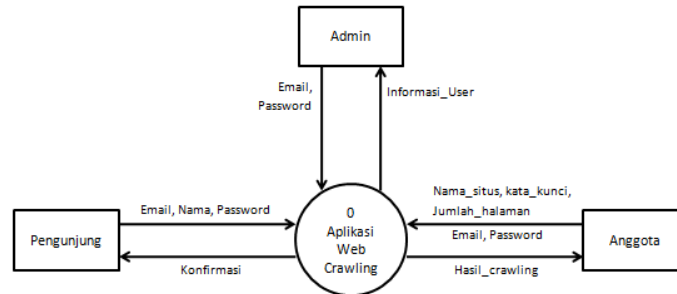 Admin
Email,
Password
Informasi_User
Nama_situs, kata_kunci,
Jumlah_halaman
Email, Nama, Password
0
Aplikasi
Web
Crawling
Email, Password
Pengunjung
Anggota
Konfirmasi
Hasil_crawling